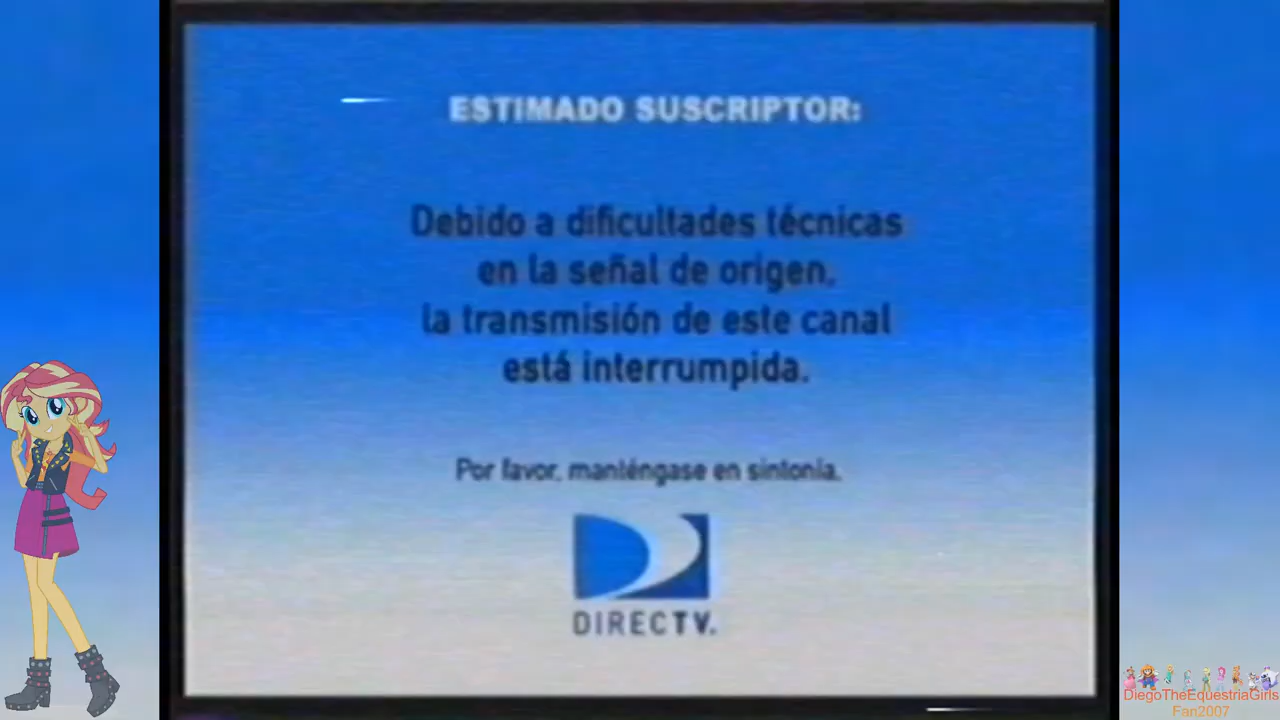 ESTIMADO SUSCRIPTOR:
Debido a dificultades técnicas
en la señal de origen,
la transmisión de este canal
está interrumpida.
Por favor, manténgase en sintonía.
DIRECTV.
DiegoTheEquestriaGirls
Fan2007